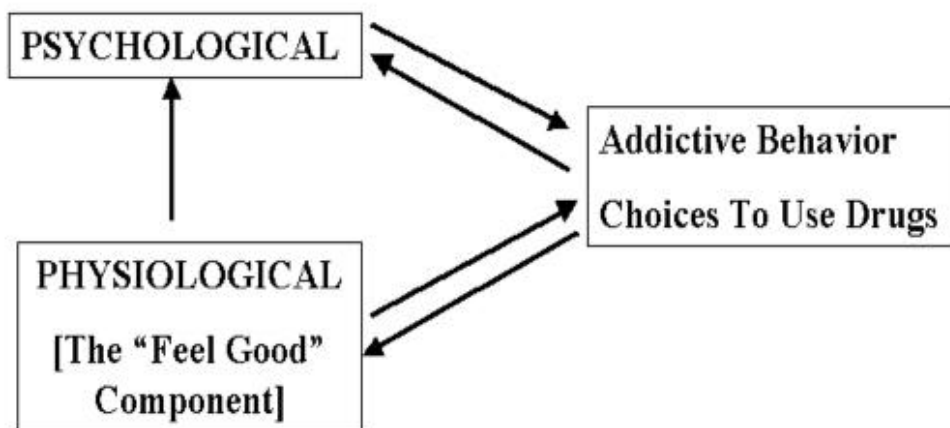 PSYCHOLOGICAL
Addictive Behavior
Choices To Use Drugs
PHYSIOLOGICAL
[The “Feel Good”
Component]